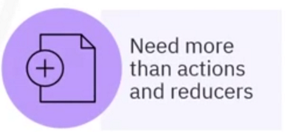 Need more
than actions
and reducers